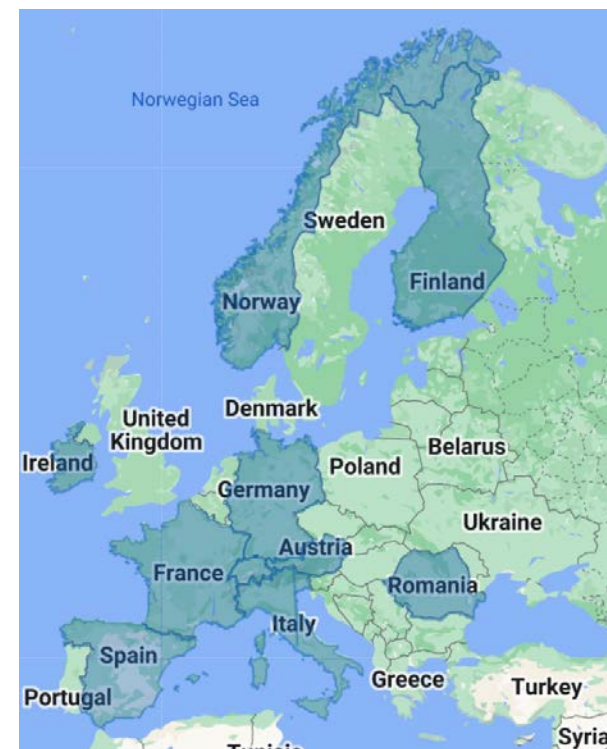 Norwegian Sea
Sweden
Finland
Norway
Denmark
United
Kingdom
Ireland
Belarus
Poland
Germany
Ukraine
Austria
France
Romania
Italy
Spain
Greece
Turkey
Portugal
Syria